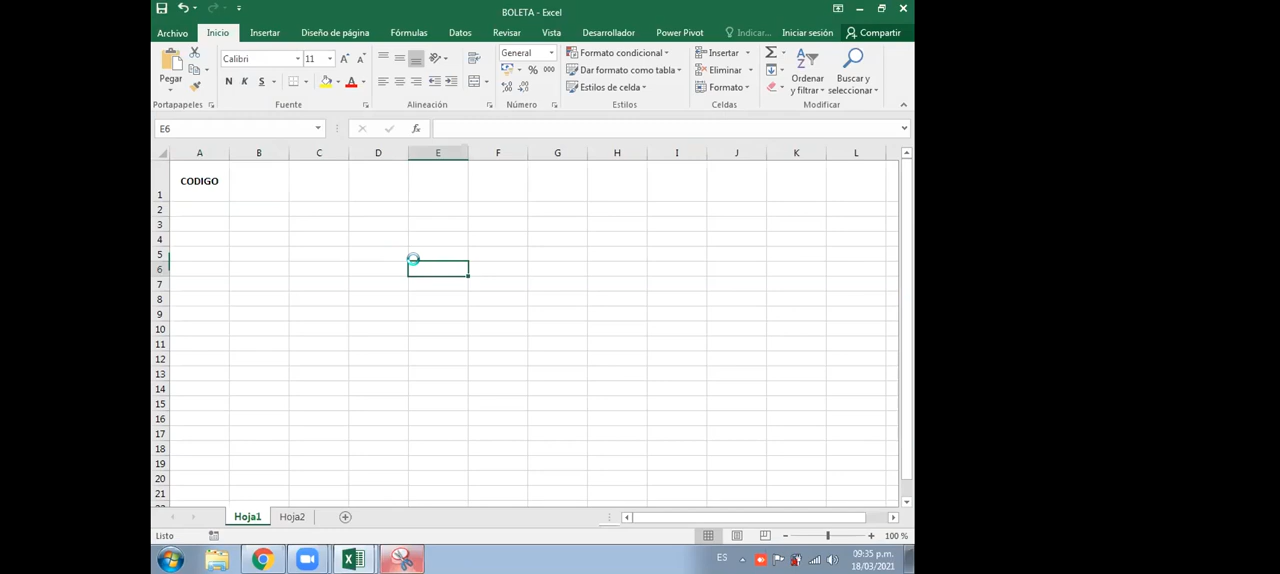 BOLETA - Excel
Archivo Inicio Insertar Diseño de página Fórmulas Datos Revisar Vista Desarrollador Power Pivot Indicar... Iniciar sesión Compartir
Pegar
Calibri 11
N K S
General
% 000
Formato condicional
Dar formato como tabla
Estilos de celda
Insertar
Eliminar
Formato
Ordenar y filtrar
Buscar y seleccionar
Portapapeles Fuente Alineación Número Estilos Celdas Modificar
E6 fx
A B C D E F G H I J K L
1 CODIGO
2
3
4
5
6
7
8
9
10
11
12
13
14
15
16
17
18
19
20
21
Hoja1 Hoja2
Listo 100 %
ES 09:35 p.m.
18/03/2021